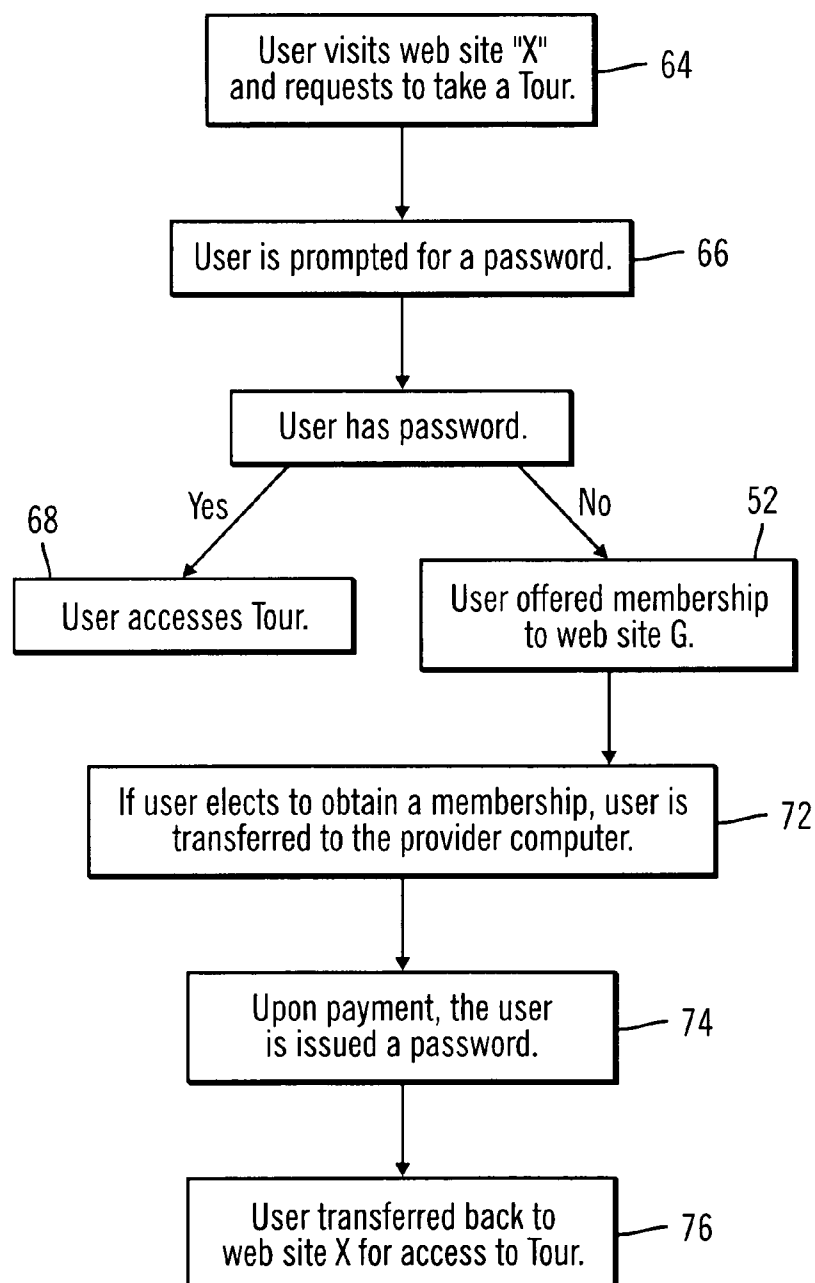 User visits web site "X"
and requests to take a Tour.
64
User is prompted for a password.
66
User has password.
Yes
No
68
52
User accesses Tour.
User offered membership
to web site G.
If user elects to obtain a membership, user is
transferred to the provider computer.
72
Upon payment, the user
is issued a password.
74
User transferred back to
web site X for access to Tour.
76